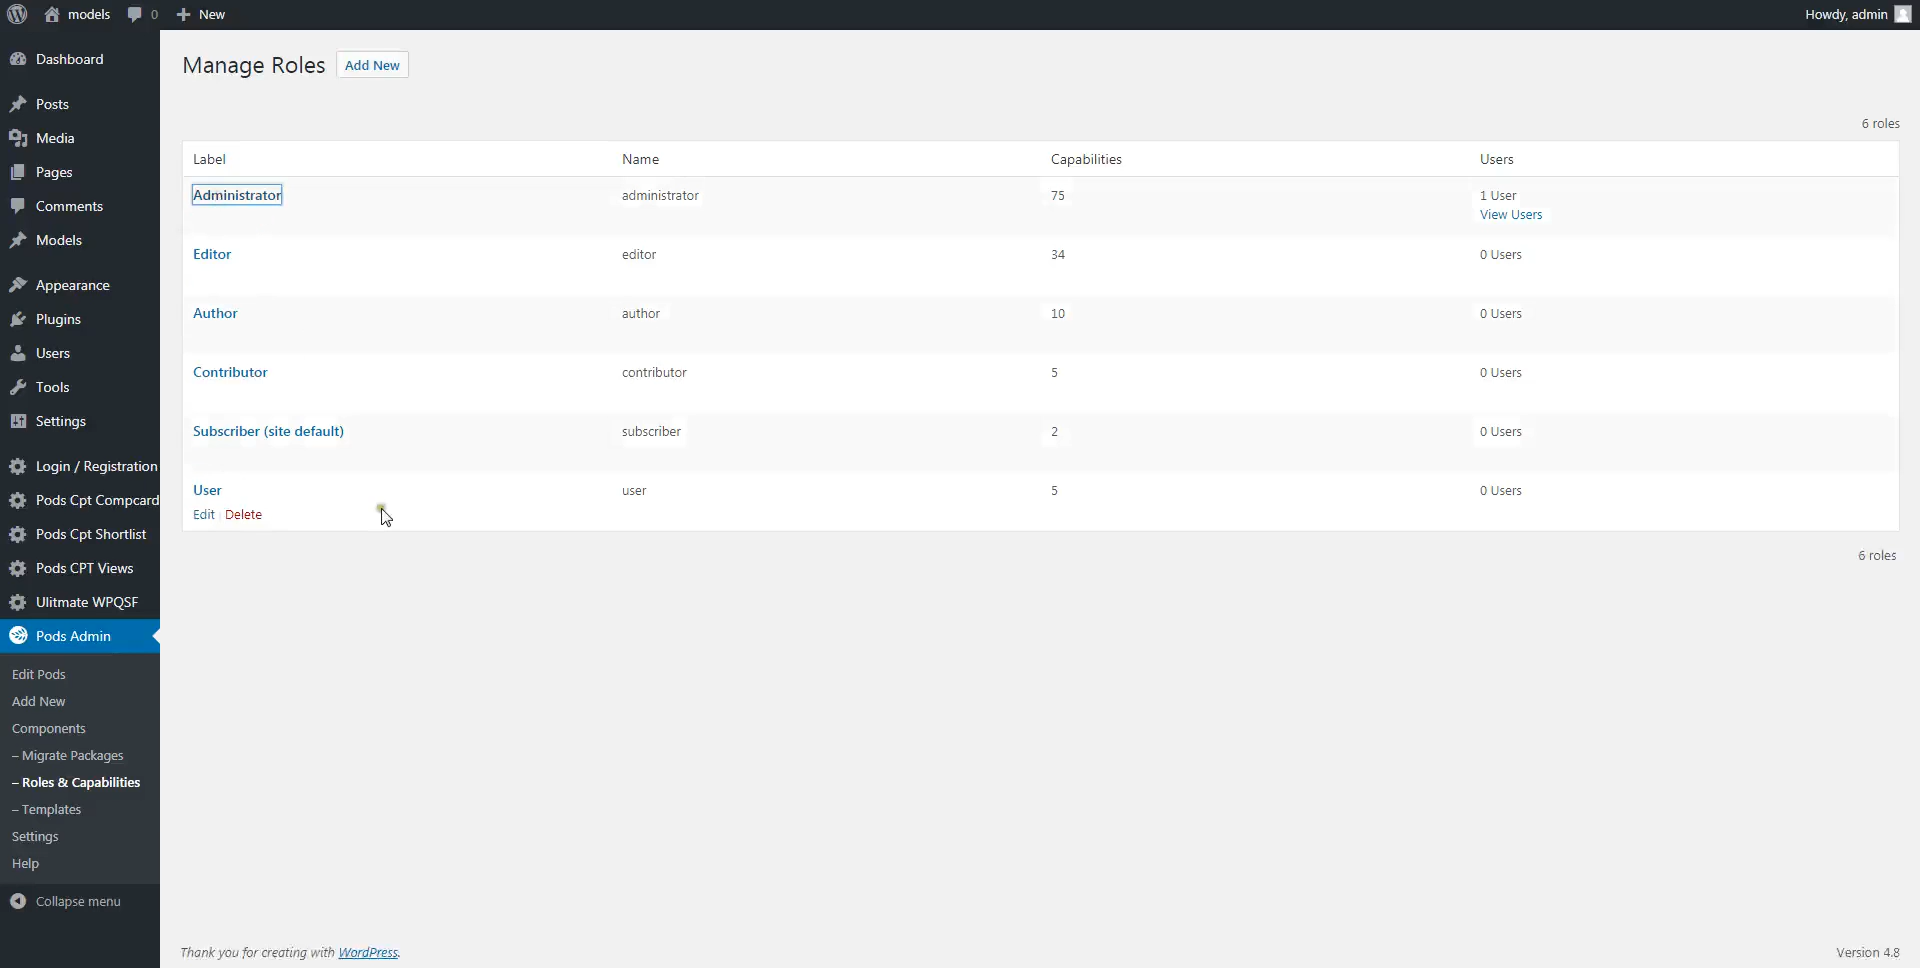 models 0 New Howdy, admin
Dashboard
Posts
Media
Pages
Comments
Models
Appearance
Plugins
Users
Tools
Settings
Login / Registration
Pods Cpt Compcard
Pods Cpt Shortlist
Pods CPT Views
Ulitmate WPQSF
Pods Admin
Edit Pods
Add New
Components
– Migrate Packages
– Roles & Capabilities
– Templates
Settings
Help
Collapse menu
Manage Roles Add New
6 roles
Label Name Capabilities Users
Administrator administrator 75 1 User
View Users
Editor editor 34 0 Users
Author author 10 0 Users
Contributor contributor 5 0 Users
Subscriber (site default) subscriber 2 0 Users
User user 5 0 Users
Edit | Delete
6 roles
Thank you for creating with WordPress. Version 4.8